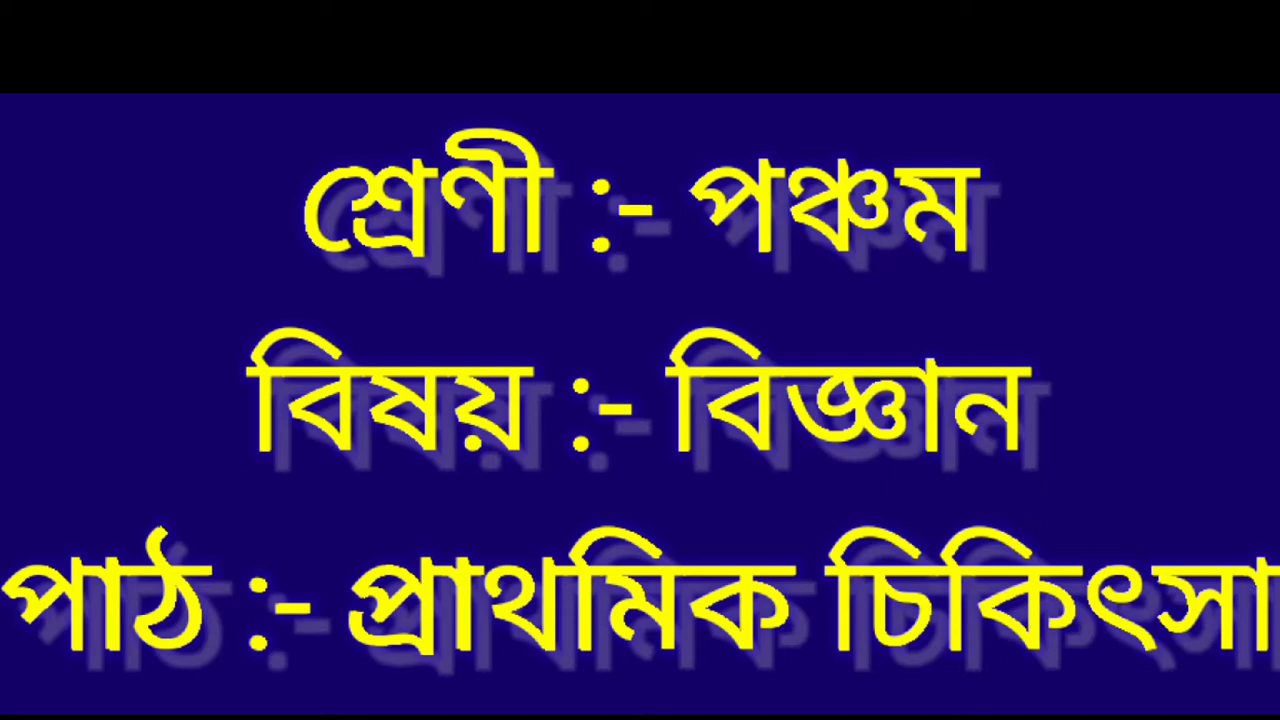 শ্রেণী :- পঞ্চম
বিষয় :- বিজ্ঞান
পাঠ :- প্রাথমিক চিকিৎসা